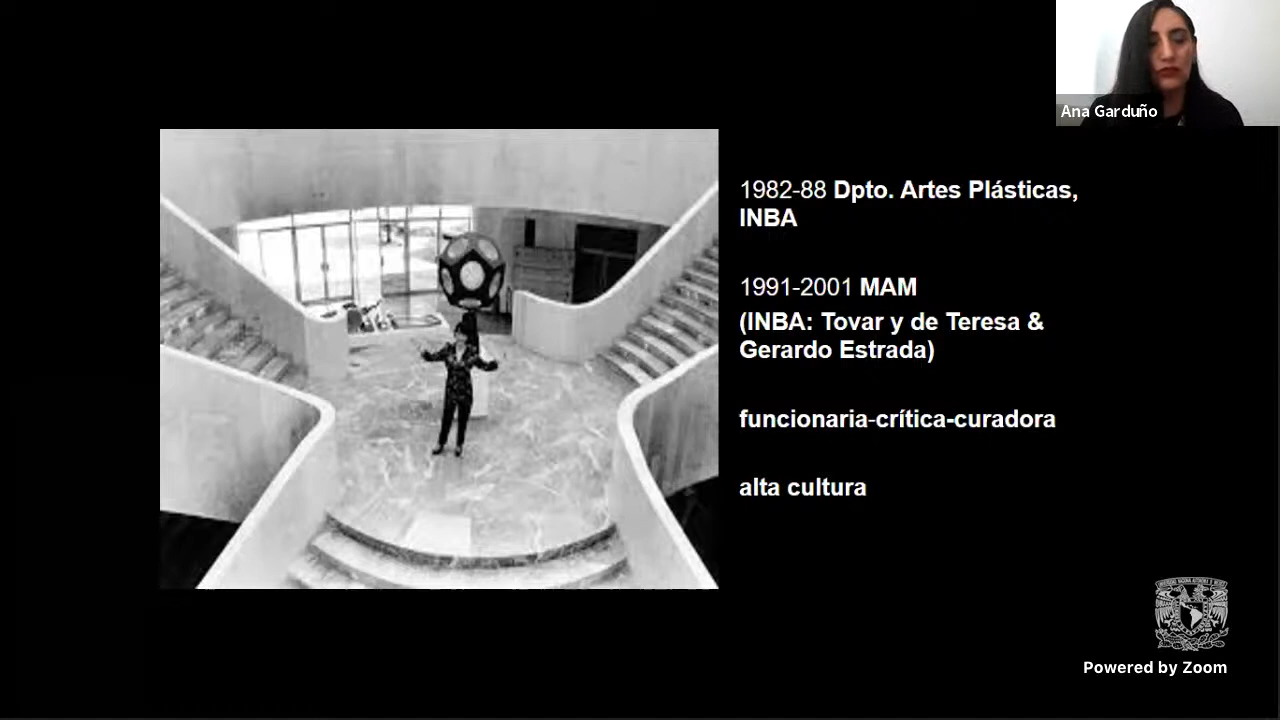 Ana Garduño
1982-88 Dpto. Artes Plásticas,
INBA
1991-2001 MAM
(INBA: Tovar y de Teresa &
Gerardo Estrada)
funcionaria-crítica-curadora
alta cultura
Powered by Zoom